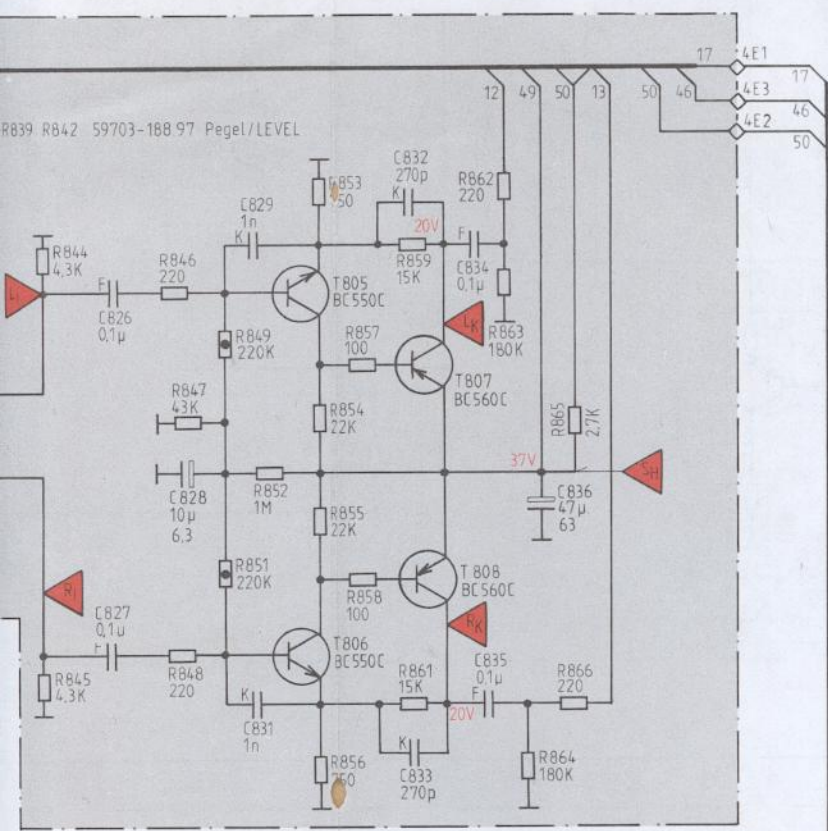 17 4E1
17
12 49 50 13 50 46
4E3
46
4E2
50
R839 R842 59703-188.97 Pegel/LEVEL
C832
270p
K
R862
220
C829
1n
K
20V
R859
15K
F
C834
0,1µ
R844
4,3K
R846
220
T805
BC550C
F
C826
0,1µ
R849
220K
R857
100
R863
180K
LK
T807
BC560C
R847
43K
R854
22K
R865
2,7K
37V
SH
C828
10µ
6,3
R852
1M
C836
47µ
63
R855
22K
R851
220K
T808
BC560C
R858
100
RI
C827
0,1µ
F
T806
BC550C
RK
R845
4,3K
R848
220
R861
15K
C835
0,1µ
F
R866
220
K
C831
1n
20V
R856
K
C833
270p
R864
180K